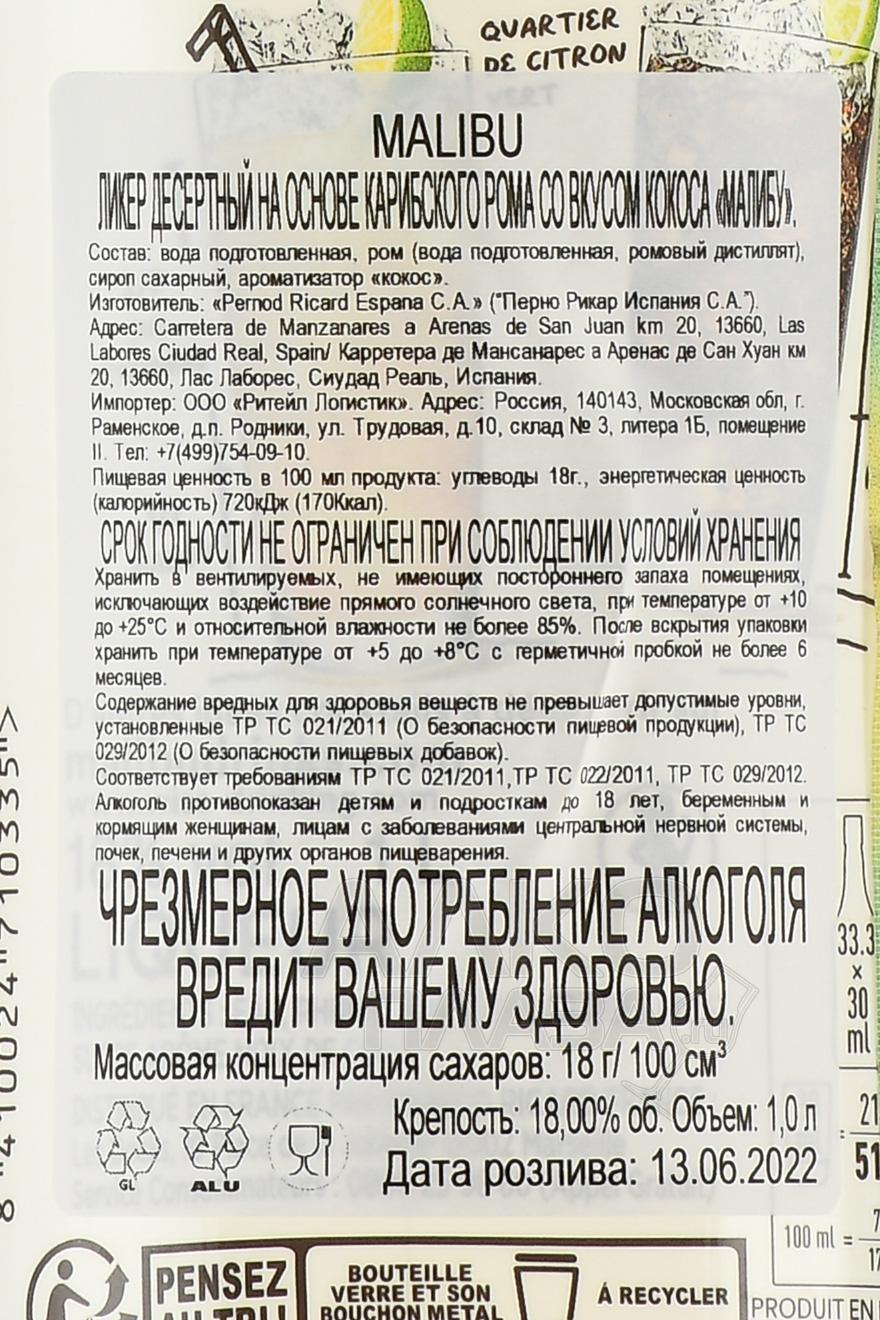 QUARTIER
DE CITRON
MALIBU
ЛИКЕР ДЕСЕРТНЫЙ НА ОСНОВЕ КАРИБСКОГО РОМА СО ВКУСОМ КОКОСА «МАЛИБУ».
Состав: вода подготовленная, ром (вода подготовленная, ромовый дистиллят),
сироп сахарный, ароматизатор «кокос».
Изготовитель: «Pernod Ricard Espana C.A.» ("Перно Рикар Испания С.А.").
Адрес: Carretera de Manzanares a Arenas de San Juan km 20, 13660, Las
Labores Ciudad Real, Spain/ Карретера де Мансанарес а Аренас де Сан Хуан км
20, 13660, Лас Лаборес, Сиудад Реаль, Испания.
Импортер: ООО «Ритейл Логистик». Адрес: Россия, 140143, Московская обл, г.
Раменское, д.п. Родники, ул. Трудовая, д.10, склад № 3, литера 1Б, помещение
II. Тел: +7(499)754-09-10.
Пищевая ценность в 100 мл продукта: углеводы 18г., энергетическая ценность
(калорийность) 720кДж (170Ккал).
СРОК ГОДНОСТИ НЕ ОГРАНИЧЕН ПРИ СОБЛЮДЕНИИ УСЛОВИЙ ХРАНЕНИЯ
Хранить в вентилируемых, не имеющих постороннего запаха помещениях,
исключающих воздействие прямого солнечного света, при температуре от +10
до +25°С и относительной влажности не более 85%. После вскрытия упаковки
хранить при температуре от +5 до +8°С с герметичной пробкой не более 6
месяцев.
Содержание вредных для здоровья веществ не превышает допустимые уровни,
установленные ТР ТС 021/2011 (О безопасности пищевой продукции), ТР ТС
029/2012 (О безопасности пищевых добавок).
Соответствует требованиям ТР ТС 021/2011,ТР ТС 022/2011, ТР ТС 029/2012.
Алкоголь противопоказан детям и подросткам до 18 лет, беременным и
кормящим женщинам, лицам с заболеваниями центральной нервной системы,
почек, печени и других органов пищеварения.
ЧРЕЗМЕРНОЕ УПОТРЕБЛЕНИЕ АЛКОГОЛЯ
ВРЕДИТ ВАШЕМУ ЗДОРОВЬЮ.
Массовая концентрация сахаров: 18 г/ 100 см³
Крепость: 18,00% об. Объем: 1,0 л
Дата розлива: 13.06.2022
GL
ALU
8 410024 710335 >
33.3
×
30
ml
100 ml =
PENSEZ
AU TRI !
BOUTEILLE
VERRE ET SON
BOUCHON METAL
À RECYCLER
PRODUIT EN